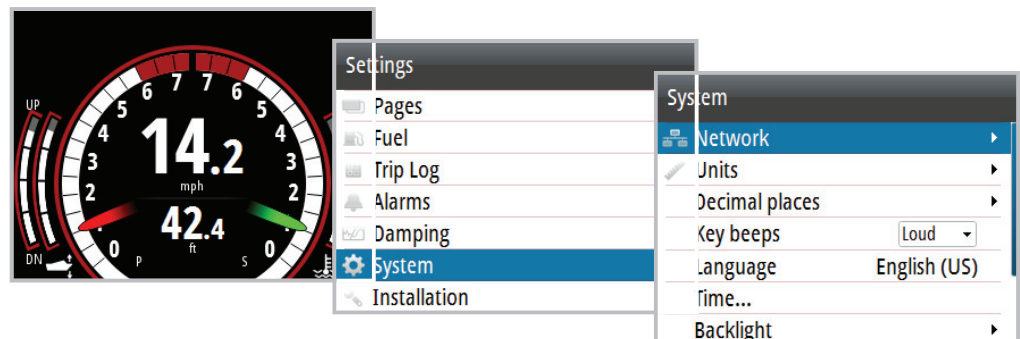 UP
DN
0
2
3
4
5
6
7
7
6
5
4
3
2
0
14.2
mph
42.4
ft
P
S
Settings
Pages
Fuel
Trip Log
Alarms
Damping
System
Installation
System
Network
Units
Decimal places
Key beeps Loud
Language English (US)
Time...
Backlight